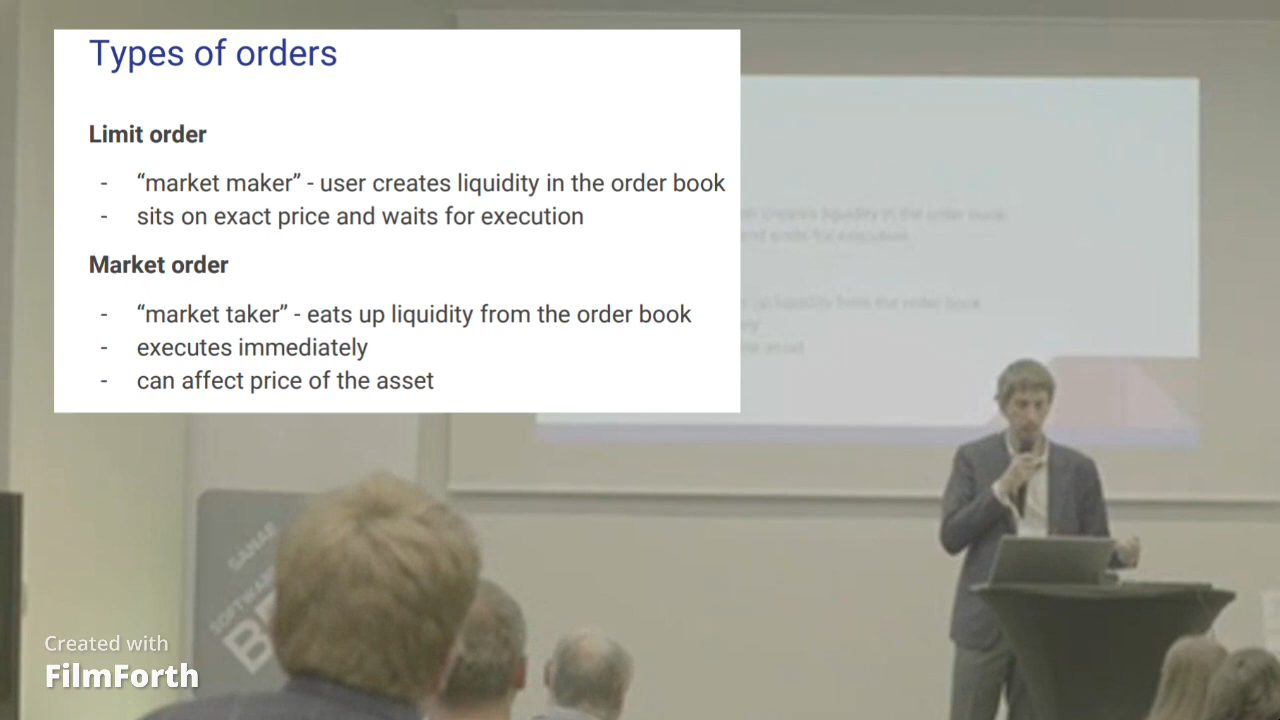 Types of orders
Limit order
- “market maker” - user creates liquidity in the order book
- sits on exact price and waits for execution
Market order
- “market taker” - eats up liquidity from the order book
- executes immediately
- can affect price of the asset
GAMAE
SOFTWA
Created with
FilmForth